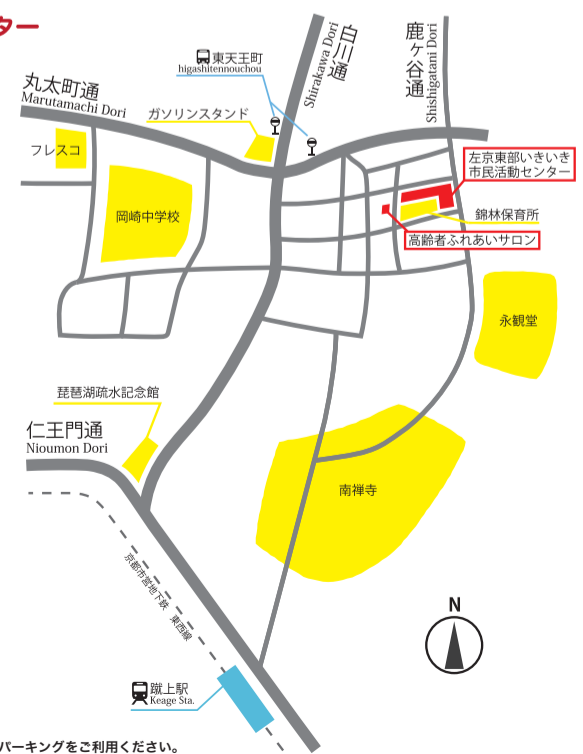 ター
白川通
Shirakawa Dori
鹿ヶ谷通
Shishigatani Dori
東天王町
higashitennouchou
丸太町通
Marutamachi Dori
ガソリンスタンド
フレスコ
左京東部いきいき
市民活動センター
岡崎中学校
錦林保育所
高齢者ふれあいサロン
永観堂
琵琶湖疏水記念館
仁王門通
Nioumon Dori
南禅寺
京都市営地下鉄 東西線
N
蹴上駅
Keage Sta.
パーキングをご利用ください。